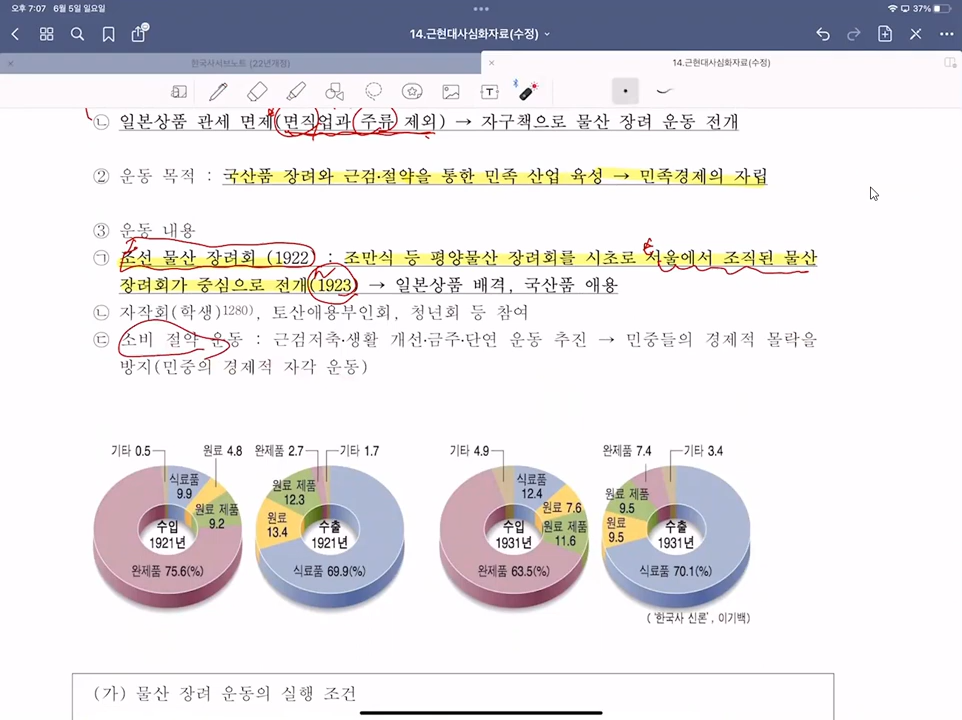 오후 7:07 6월 5일 일요일
37%
14.근현대사심화자료(수정)
한국사서브노트 (22년개정)
14.근현대사심화자료(수정)
㉡ 일본상품 관세 면제(면직업과 주류 제외) → 자구책으로 물산 장려 운동 전개
② 운동 목적 : 국산품 장려와 근검·절약을 통한 민족 산업 육성 → 민족경제의 자립
③ 운동 내용
㉠ 조선 물산 장려회 (1922 : 조만식 등 평양물산 장려회를 시초로 서울에서 조직된 물산
장려회가 중심으로 전개(1923) → 일본상품 배격, 국산품 애용
㉡ 자작회(학생)1280), 토산애용부인회, 청년회 등 참여
㉢ 소비 절약 운동 : 근검저축·생활 개선·금주·단연 운동 추진 → 민중들의 경제적 몰락을
방지(민중의 경제적 자각 운동)
기타 0.5
원료 4.8
식료품
9.9
원료 제품
9.2
수입
1921년
완제품 75.6(%)
완제품 2.7
기타 1.7
원료 제품
12.3
원료
13.4
수출
1921년
식료품 69.9(%)
기타 4.9
식료품
12.4
원료 7.6
원료 제품
11.6
수입
1931년
완제품 63.5(%)
완제품 7.4
기타 3.4
원료 제품
9.5
원료
9.5
수출
1931년
식료품 70.1(%)
( '한국사 신론', 이기백)
(가) 물산 장려 운동의 실행 조건